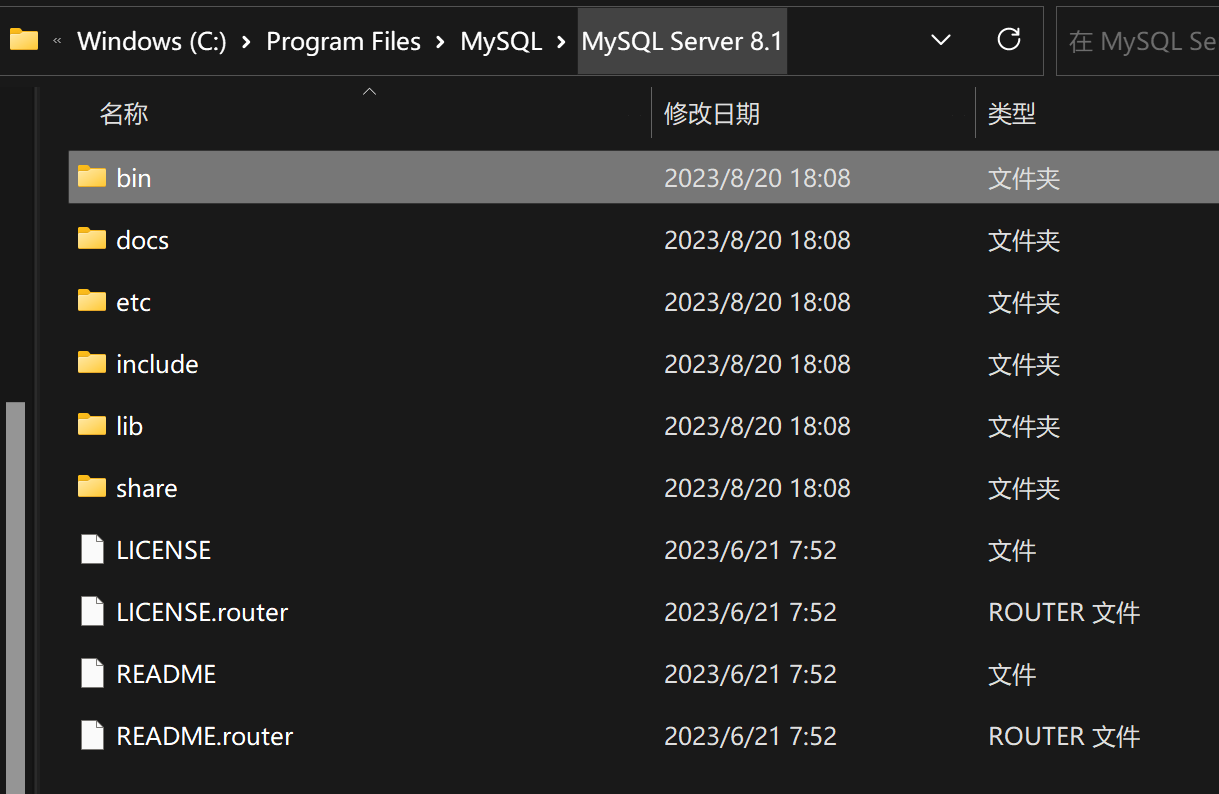 « Windows (C:) › Program Files › MySQL › MySQL Server 8.1
在 MySQL Se
名称 修改日期 类型
bin 2023/8/20 18:08 文件夹
docs 2023/8/20 18:08 文件夹
etc 2023/8/20 18:08 文件夹
include 2023/8/20 18:08 文件夹
lib 2023/8/20 18:08 文件夹
share 2023/8/20 18:08 文件夹
LICENSE 2023/6/21 7:52 文件
LICENSE.router 2023/6/21 7:52 ROUTER 文件
README 2023/6/21 7:52 文件
README.router 2023/6/21 7:52 ROUTER 文件